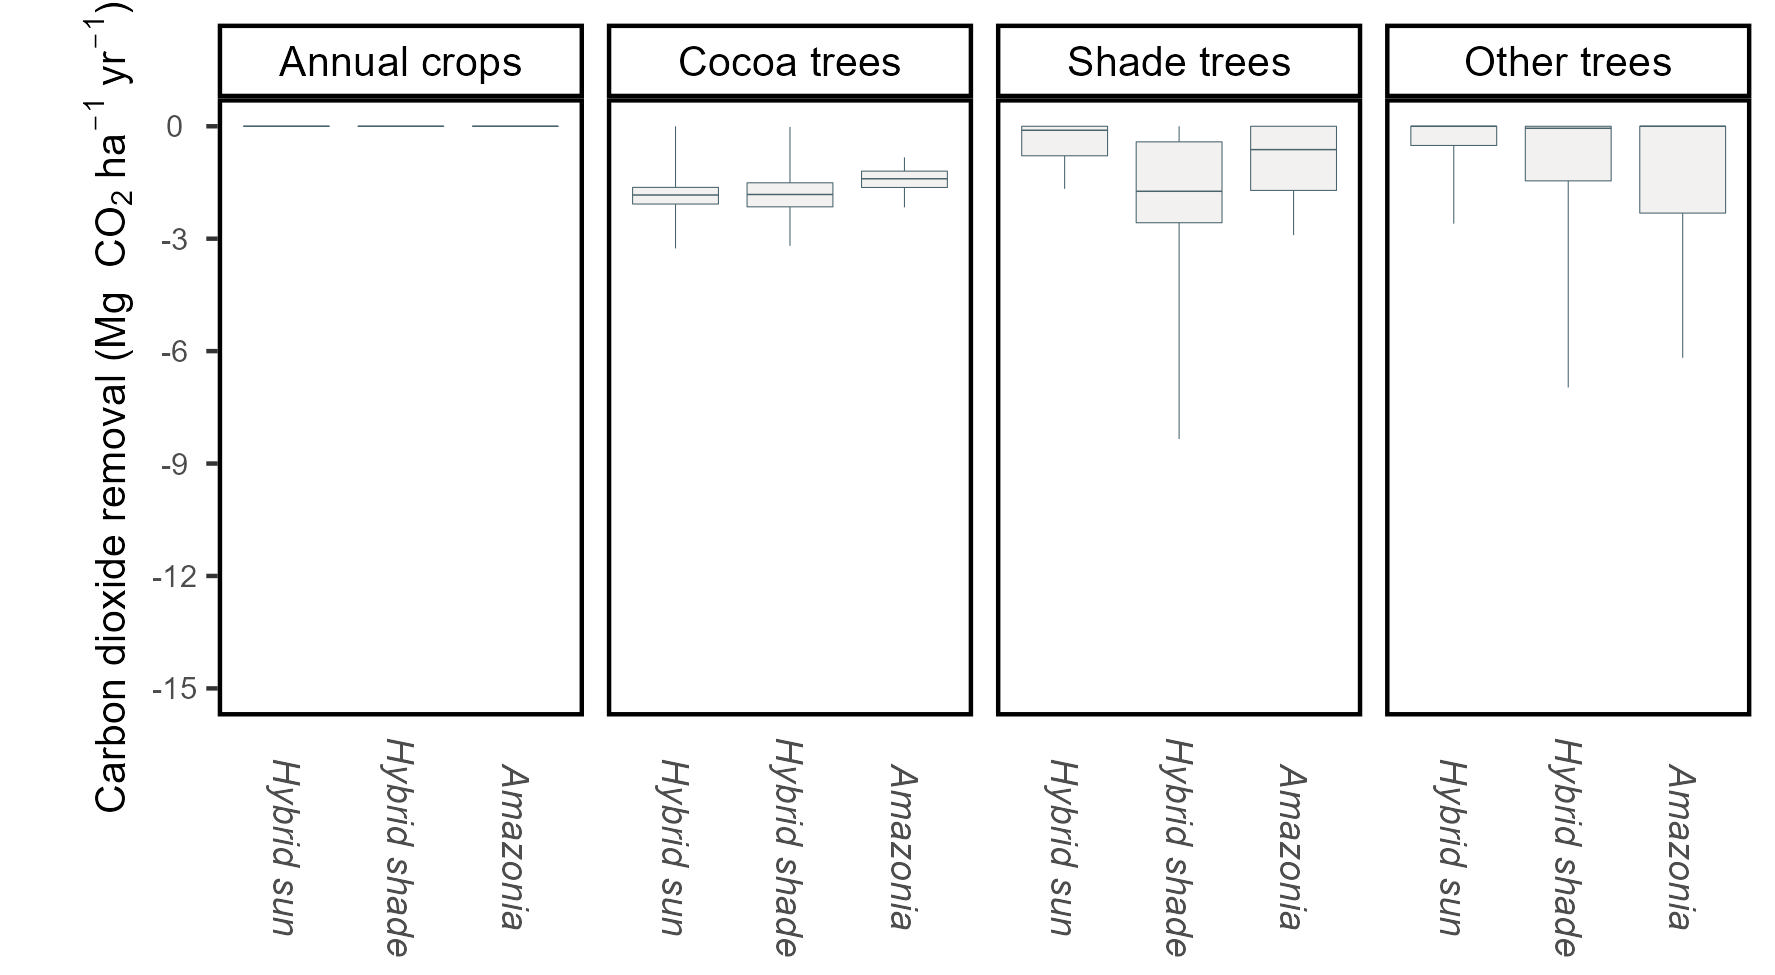 Annual crops
Cocoa trees
Shade trees
Other trees
Carbon dioxide removal (Mg CO₂ ha⁻¹ yr⁻¹)
0
-3
-6
-9
-12
-15
Hybrid sun
Hybrid shade
Amazonia
Hybrid sun
Hybrid shade
Amazonia
Hybrid sun
Hybrid shade
Amazonia
Hybrid sun
Hybrid shade
Amazonia